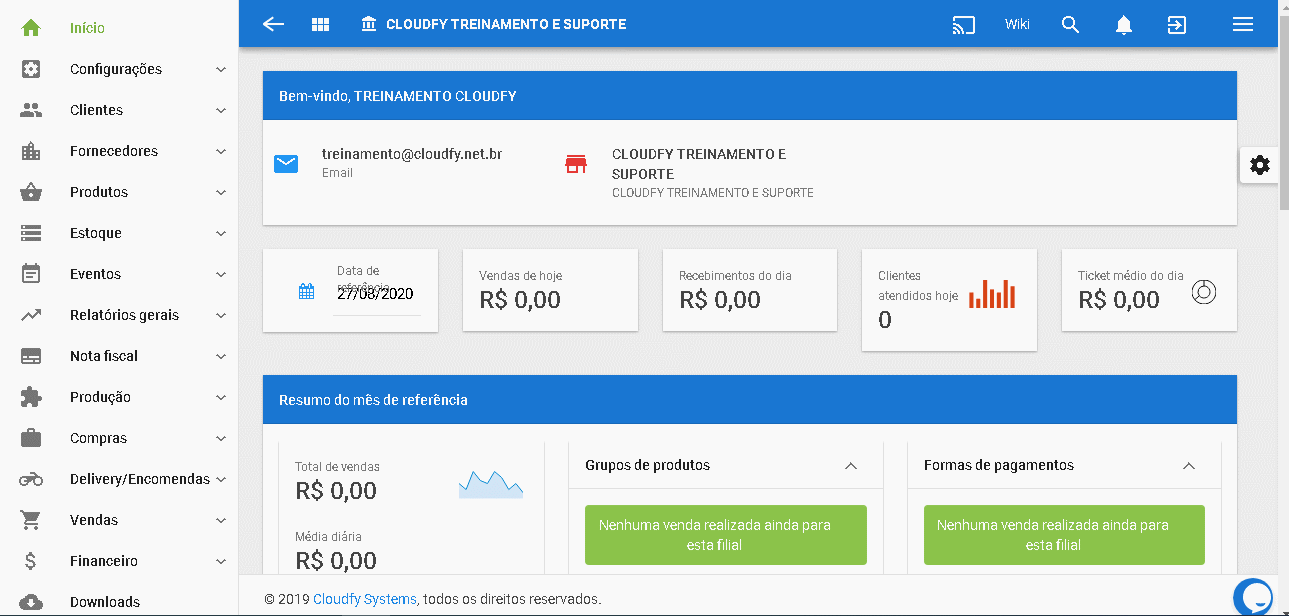 Início
Configurações
Clientes
Fornecedores
Produtos
Estoque
Eventos
Relatórios gerais
Nota fiscal
Produção
Compras
Delivery/Encomendas
Vendas
Financeiro
Downloads
CLOUDFY TREINAMENTO E SUPORTE
Wiki
Bem-vindo, TREINAMENTO CLOUDFY
treinamento@cloudfy.net.br
Email
CLOUDFY TREINAMENTO E
SUPORTE
CLOUDFY TREINAMENTO E SUPORTE
Data de
referência
27/08/2020
Vendas de hoje
R$ 0,00
Recebimentos do dia
R$ 0,00
Clientes
atendidos hoje
0
Ticket médio do dia
R$ 0,00
Resumo do mês de referência
Total de vendas
R$ 0,00
Média diária
R$ 0,00
Grupos de produtos
Nenhuma venda realizada ainda para
esta filial
Formas de pagamentos
Nenhuma venda realizada ainda para
esta filial
© 2019 Cloudfy Systems, todos os direitos reservados.